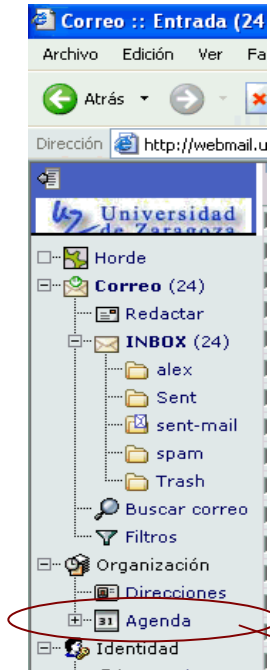 Correo :: Entrada (24
Archivo Edición Ver Fa
Atrás
Dirección http://webmail.u
Universidad
de Zaragoza
Horde
Correo (24)
Redactar
INBOX (24)
alex
Sent
sent-mail
spam
Trash
Buscar correo
Filtros
Organización
Direcciones
31 Agenda
Identidad